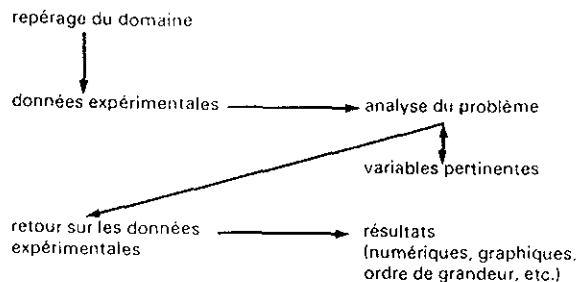 repérage du domaine
données expérimentales
analyse du problème
variables pertinentes
retour sur les données
expérimentales
résultats
(numériques, graphiques,
ordre de grandeur, etc.)